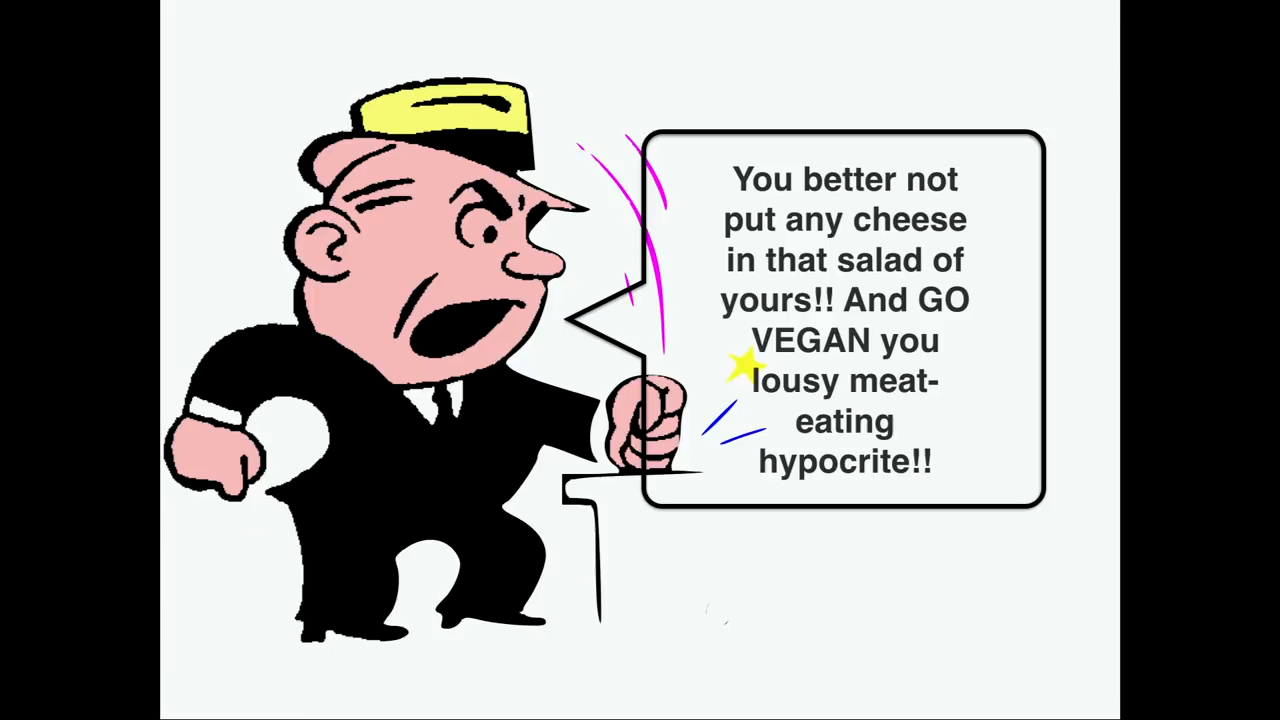 You better not
put any cheese
in that salad of
yours!! And GO
VEGAN you
lousy meat-
eating
hypocrite!!